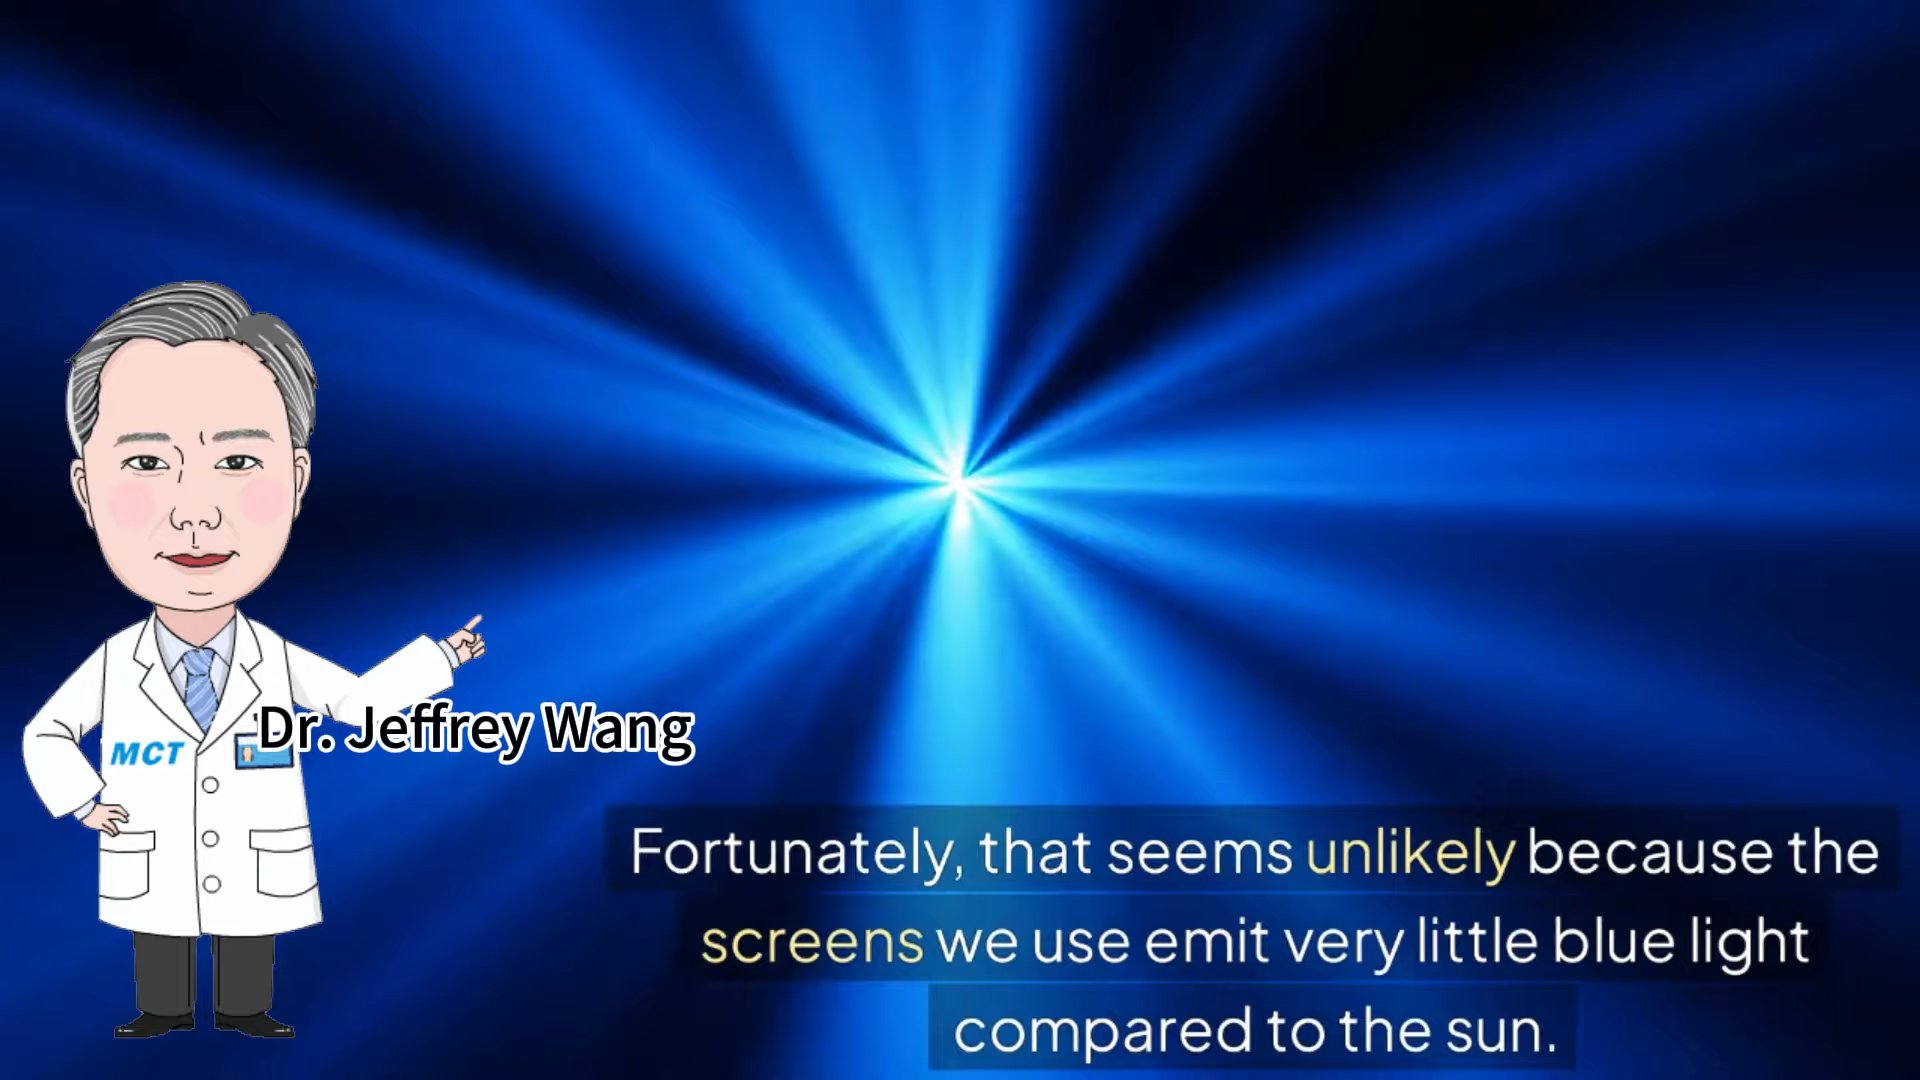 Dr. Jeffrey Wang
MCT
Fortunately, that seems unlikely because the
screens we use emit very little blue light
compared to the sun.